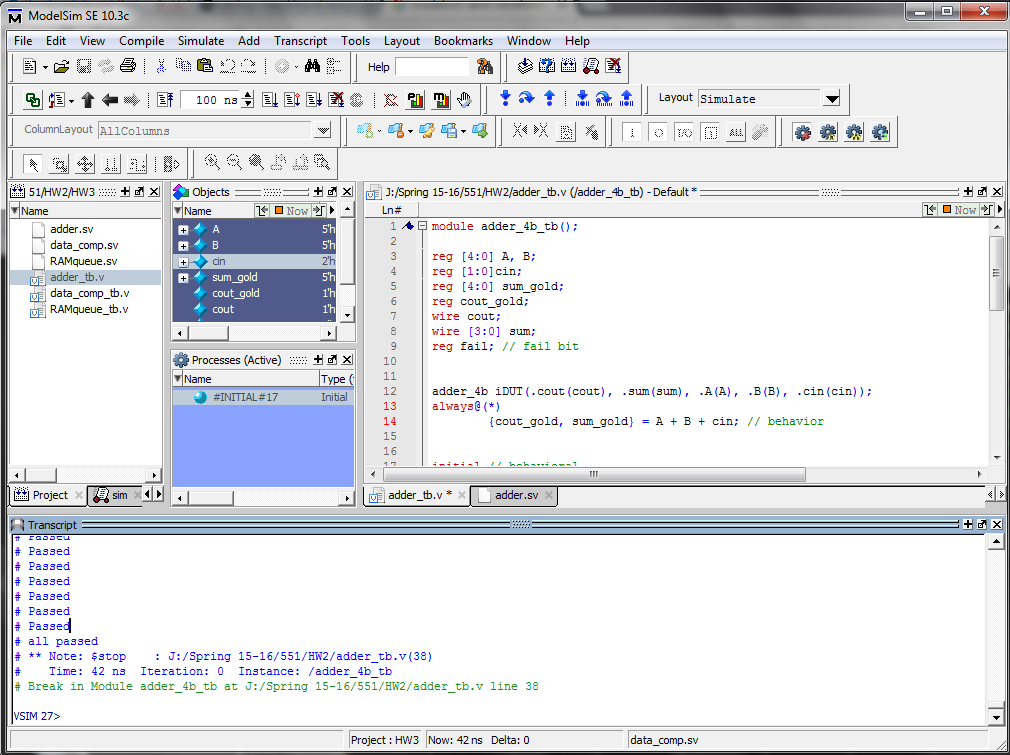 ModelSim SE 10.3c
File Edit View Compile Simulate Add Transcript Tools Layout Bookmarks Window Help
Help
100 ns
Layout Simulate
ColumnLayout AllColumns
51/HW2/HW3
Name
adder.sv
data_comp.sv
RAMqueue.sv
adder_tb.v
data_comp_tb.v
RAMqueue_tb.v
Project
sim
Objects
Name Now
A 5'h
B 5'h
cin 2'h
sum_gold 5'h
cout_gold 1'h
cout 1'h
Processes (Active)
Name Type (
#INITIAL#17 Initial
J:/Spring 15-16/551/HW2/adder_tb.v (/adder_4b_tb) - Default *
Ln# Now
1 module adder_4b_tb();
2
3 reg [4:0] A, B;
4 reg [1:0]cin;
5 reg [4:0] sum_gold;
6 reg cout_gold;
7 wire cout;
8 wire [3:0] sum;
9 reg fail; // fail bit
10
11
12 adder_4b iDUT(.cout(cout), .sum(sum), .A(A), .B(B), .cin(cin));
13 always@(*)
14 {cout_gold, sum_gold} = A + B + cin; // behavior
15
16
17 initial // behavioral
adder_tb.v *
adder.sv
Transcript
# Passed
# Passed
# Passed
# Passed
# Passed
# Passed
# Passed
# all passed
# ** Note: $stop : J:/Spring 15-16/551/HW2/adder_tb.v(38)
# Time: 42 ns Iteration: 0 Instance: /adder_4b_tb
# Break in Module adder_4b_tb at J:/Spring 15-16/551/HW2/adder_tb.v line 38
VSIM 27>
Project : HW3 Now: 42 ns Delta: 0 data_comp.sv